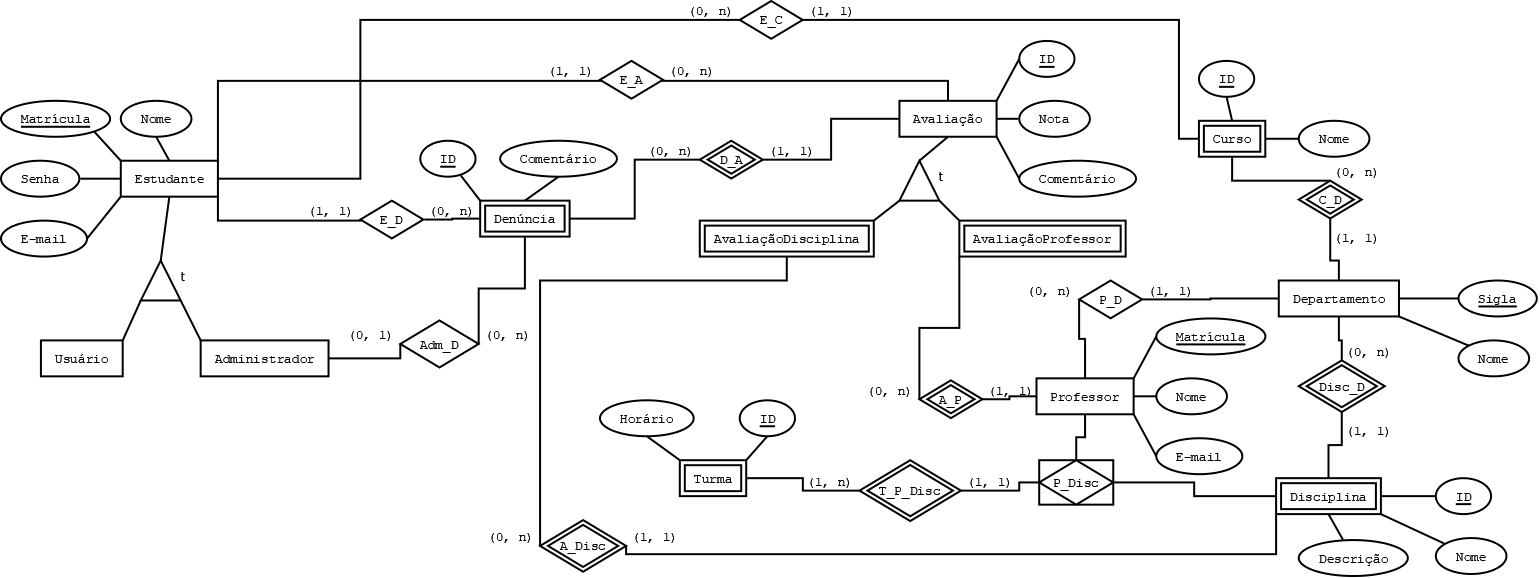 (0, n)
E_C
(1, 1)
(1, 1)
E_A
(0, n)
ID
ID
Matrícula
Nome
Avaliação
Nota
Curso
Nome
ID
Comentário
(0, n)
D_A
(1, 1)
Senha
Estudante
t
Comentário
(0, n)
C_D
(1, 1)
E_D
(0, n)
Denúncia
E-mail
AvaliaçãoDisciplina
AvaliaçãoProfessor
(1, 1)
t
(0, n)
P_D
(1, 1)
Departamento
Sigla
(0, 1)
Adm_D
(0, n)
Matrícula
Usuário
Administrador
(0, n)
Nome
Disc_D
(0, n)
A_P
(1, 1)
Professor
Nome
Horário
ID
(1, 1)
E-mail
Turma
(1, n)
T_P_Disc
(1, 1)
P_Disc
Disciplina
ID
(0, n)
A_Disc
(1, 1)
Descrição
Nome